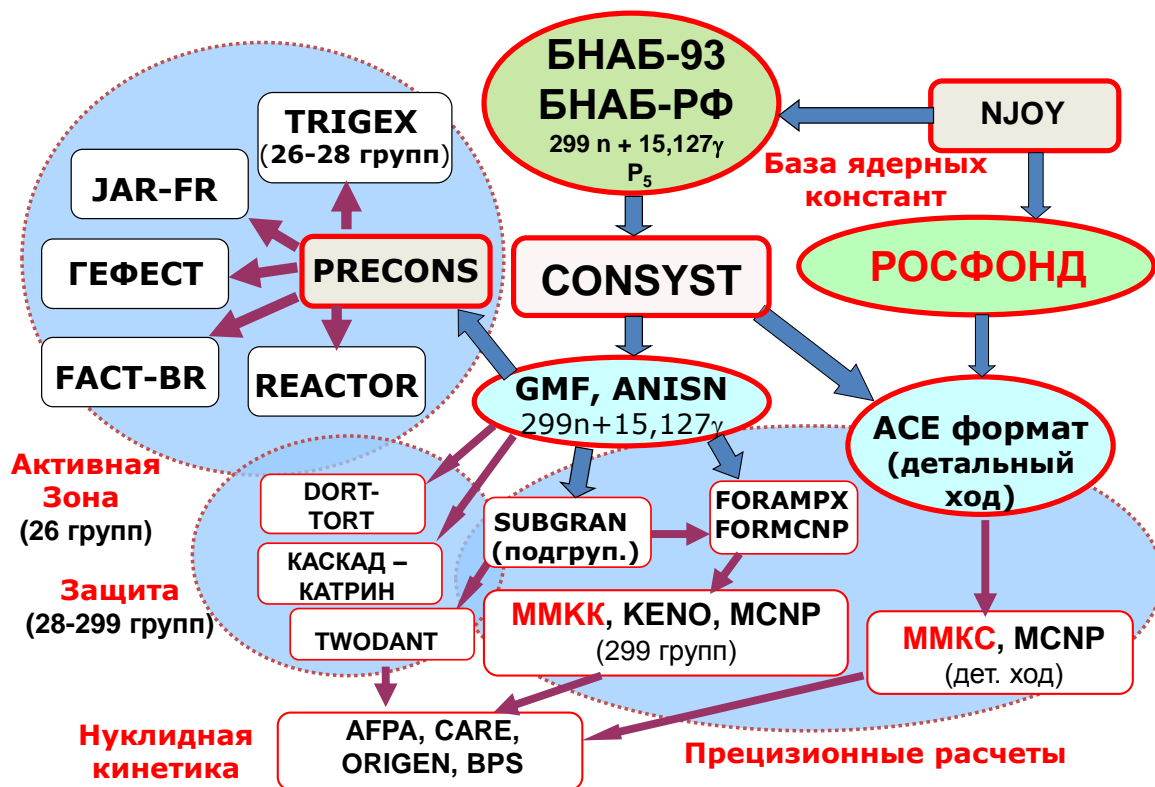 БНАБ-93
БНАБ-РФ
299 n + 15,127γ
P5
NJOY
База ядерных
констант
TRIGEX
(26-28 групп)
JAR-FR
ГЕФЕСТ
PRECONS
FACT-BR
REACTOR
CONSYST
РОСФОНД
GMF, ANISN
299n+15,127γ
ACE формат
(детальный
ход)
Активная
Зона
(26 групп)
DORT-
TORT
SUBGRAN
(подгруп.)
FORAMPX
FORMCNP
КАСКАД –
КАТРИН
Защита
(28-299 групп)
TWODANT
ММКК, KENO, MCNP
(299 групп)
ММКС, MCNP
(дет. ход)
Нуклидная
кинетика
AFPA, CARE,
ORIGEN, BPS
Прецизионные расчеты